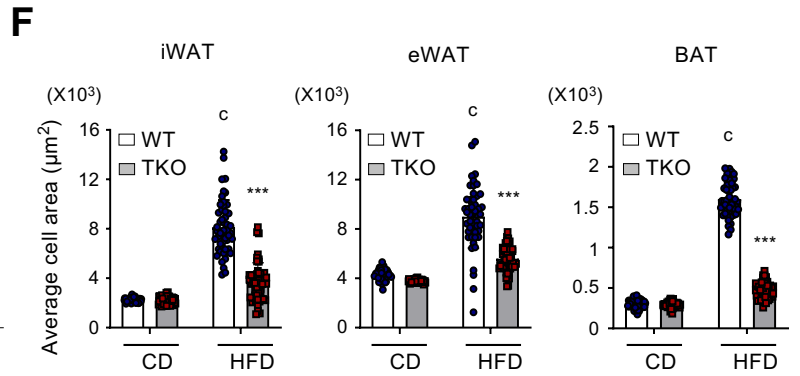 F
iWAT
eWAT
BAT
(X10³)
(X10³)
(X10³)
Average cell area (μm²)
c
c
c
WT
TKO
WT
TKO
WT
TKO
***
***
***
16
12
8
4
0
16
12
8
4
0
2.5
2
1.5
1
0.5
0
CD
HFD
CD
HFD
CD
HFD